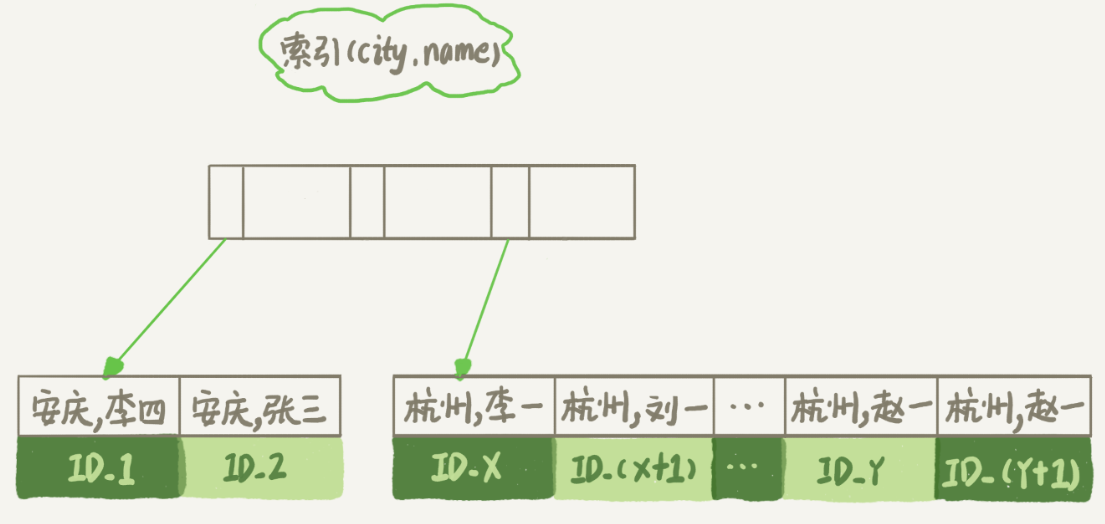 索引(city,name)
安庆,李四 安庆,张三 杭州,李一 杭州,刘一 ... 杭州,赵一 杭州,赵一
ID_1 ID_2 ID_X ID_(X+1) ... ID_Y ID_(Y+1)